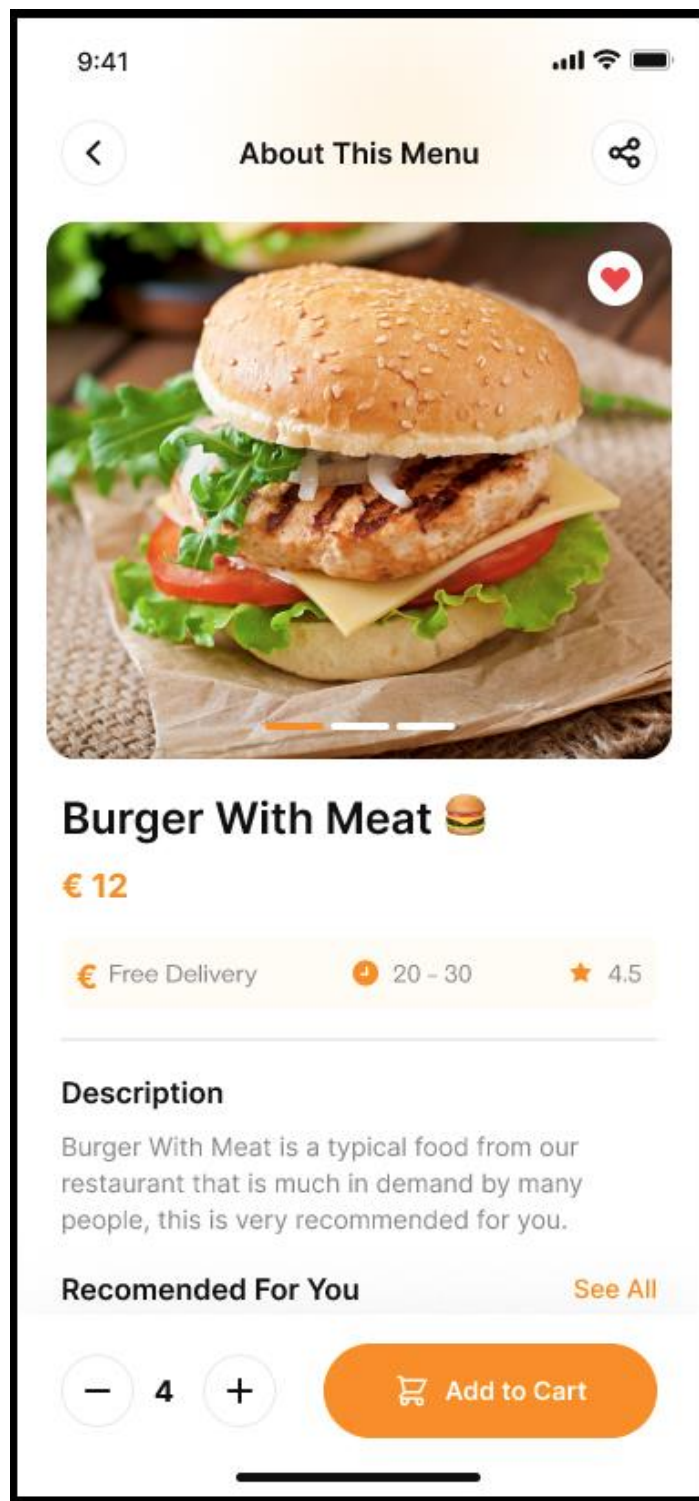 9:41
About This Menu
Burger With Meat 🍔
€ 12
€ Free Delivery 20 - 30 4.5
Description
Burger With Meat is a typical food from our
restaurant that is much in demand by many
people, this is very recommended for you.
Recomended For You See All
4 Add to Cart